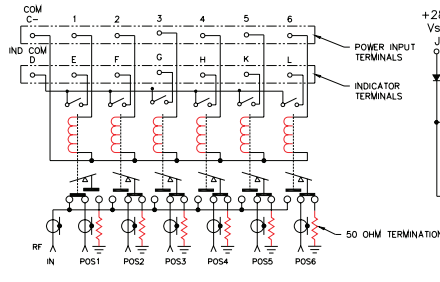 COM
C- 1 2 3 4 5 6
IND COM
D E F G H K L
POWER INPUT
TERMINALS
INDICATOR
TERMINALS
+28
Vs
J
50 OHM TERMINATION
RF
IN POS1 POS2 POS3 POS4 POS5 POS6